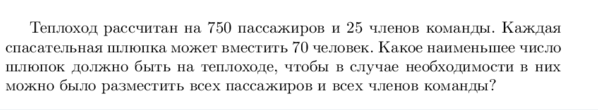 Теплоход рассчитан на 750 пассажиров и 25 членов команды. Каждая
спасательная шлюпка может вместить 70 человек. Какое наименьшее число
шлюпок должно быть на теплоходе, чтобы в случае необходимости в них
можно было разместить всех пассажиров и всех членов команды?